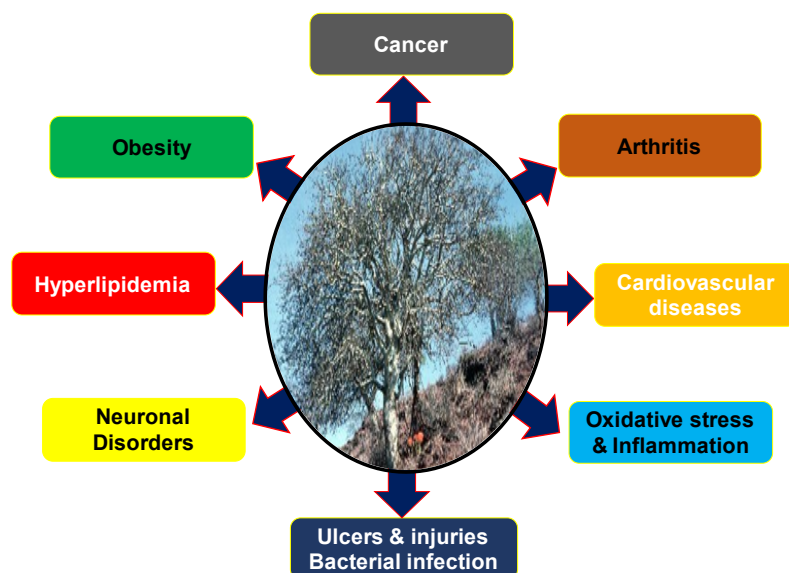 Cancer
Obesity
Arthritis
Hyperlipidemia
Cardiovascular
diseases
Neuronal
Disorders
Oxidative stress
& Inflammation
Ulcers & injuries
Bacterial infection